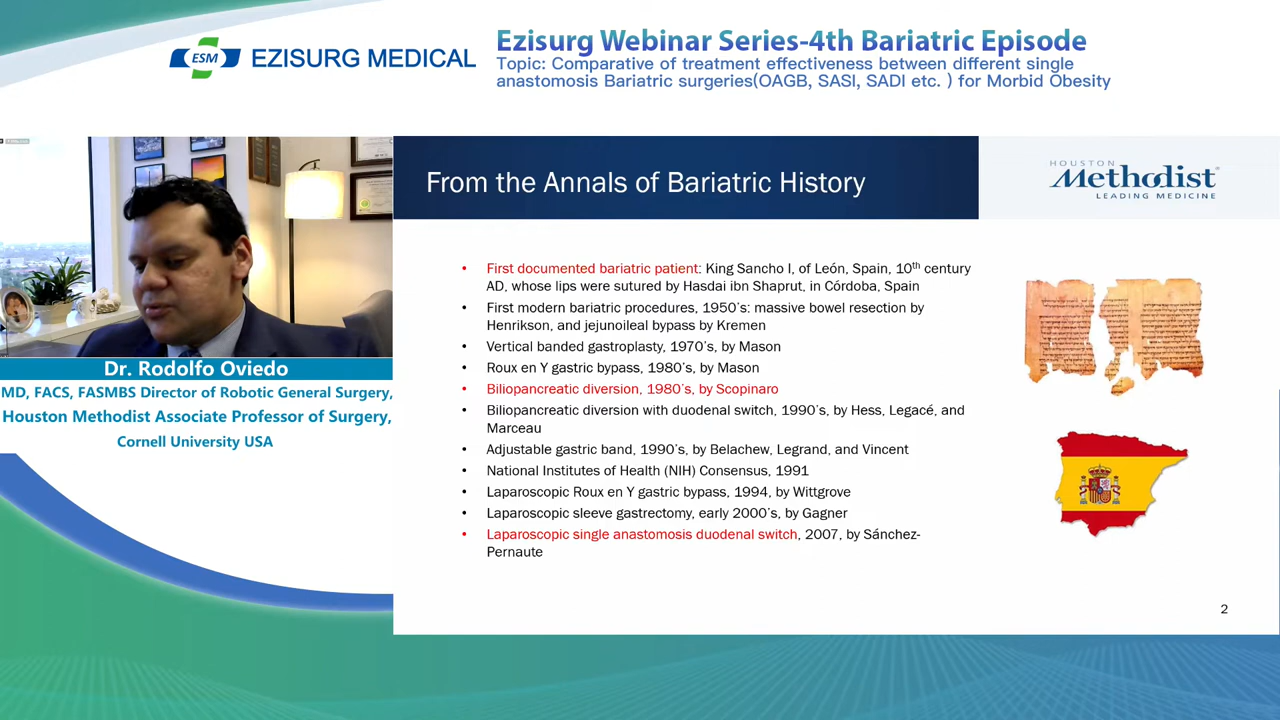 ESM
EZISURG MEDICAL
Ezisurg Webinar Series-4th Bariatric Episode
Topic: Comparative of treatment effectiveness between different single
anastomosis Bariatric surgeries(OAGB, SASI, SADI etc. ) for Morbid Obesity
From the Annals of Bariatric History
HOUSTON
Methodist
LEADING MEDICINE
• First documented bariatric patient: King Sancho I, of León, Spain, 10th century
AD, whose lips were sutured by Hasdai ibn Shaprut, in Córdoba, Spain
• First modern bariatric procedures, 1950's: massive bowel resection by
Henrikson, and jejunoileal bypass by Kremen
• Vertical banded gastroplasty, 1970's, by Mason
• Roux en Y gastric bypass, 1980's, by Mason
• Biliopancreatic diversion, 1980's, by Scopinaro
• Biliopancreatic diversion with duodenal switch, 1990's, by Hess, Legacé, and
Marceau
• Adjustable gastric band, 1990's, by Belachew, Legrand, and Vincent
• National Institutes of Health (NIH) Consensus, 1991
• Laparoscopic Roux en Y gastric bypass, 1994, by Wittgrove
• Laparoscopic sleeve gastrectomy, early 2000's, by Gagner
• Laparoscopic single anastomosis duodenal switch, 2007, by Sánchez-
Pernaute
2
Dr. Rodolfo Oviedo
MD, FACS, FASMBS Director of Robotic General Surgery,
Houston Methodist Associate Professor of Surgery,
Cornell University USA